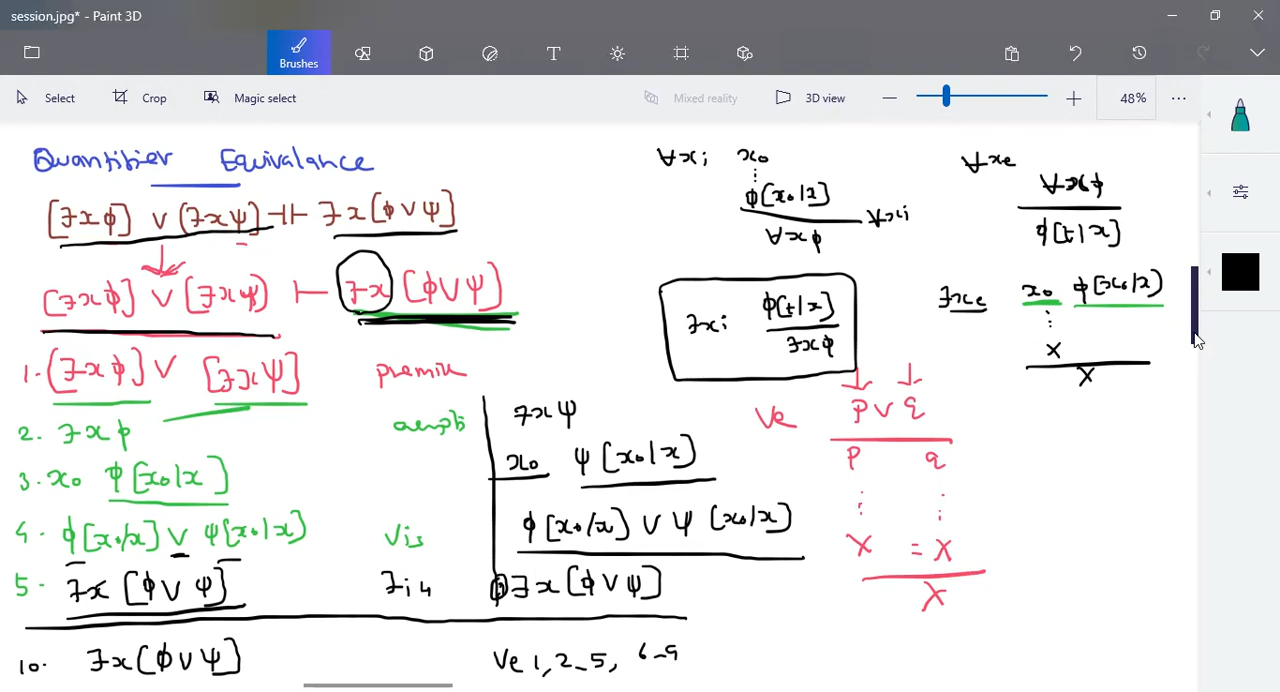 session.jpg* - Paint 3D
Brushes
Select Crop Magic select Mixed reality 3D view 48%
Quantifier Equivalance
[∃xϕ] ∨ (∃xψ] ⊣⊢ ∃x[ϕ∨ψ]
[∃xϕ] ∨ [∃xψ) ⊢ ∃x [ϕ∨ψ]
1. (∃xϕ] ∨ [∃xψ] premise
2. ∃xϕ
3. x₀ ϕ[x₀/x]
4. ϕ[x₀/x] ∨ ψ[x₀/x) ∨i3
5. ∃x [ϕ∨ψ] ∃i4
∃xψ
x₀ ψ[x₀/x]
ϕ[x₀/x] ∨ ψ [x₀/x]
∃x [ϕ∨ψ]
10. ∃x(ϕ∨ψ] ∨e 1, 2-5, 6-9
∀xi x₀
⋮
ϕ[x₀/x]
∀xϕ ∀xi
∀xe ∀xϕ
ϕ[t/x]
∃xi ϕ[t/x]
∃xϕ
∃xe x₀ ϕ[x₀/x)
⋮
X
X
∨e p∨q
p q
⋮ ⋮
X = X
X